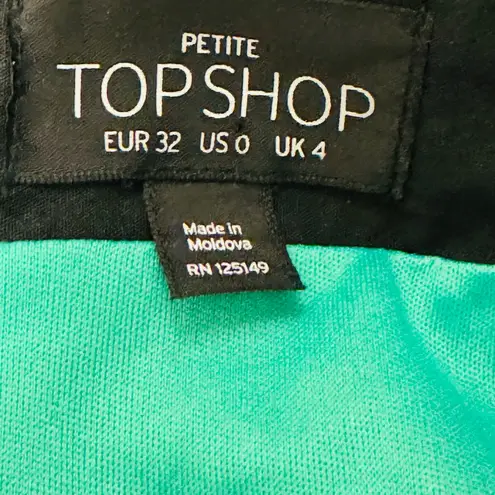 PETITE
TOPSHOP
EUR 32 US 0 UK 4
Made in
Moldova
RN 125149